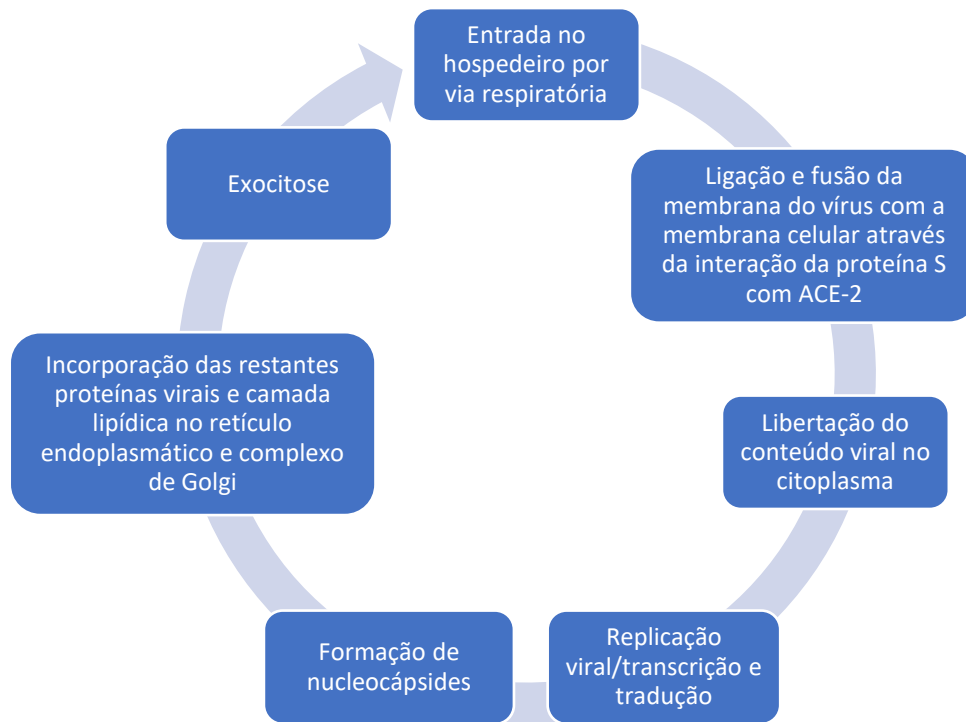 Entrada no
hospedeiro por
via respiratória
Ligação e fusão da
membrana do vírus com a
membrana celular através
da interação da proteína S
com ACE-2
Libertação do
conteúdo viral no
citoplasma
Replicação
viral/transcrição e
tradução
Formação de
nucleocápsides
Incorporação das restantes
proteínas virais e camada
lipídica no retículo
endoplasmático e complexo
de Golgi
Exocitose